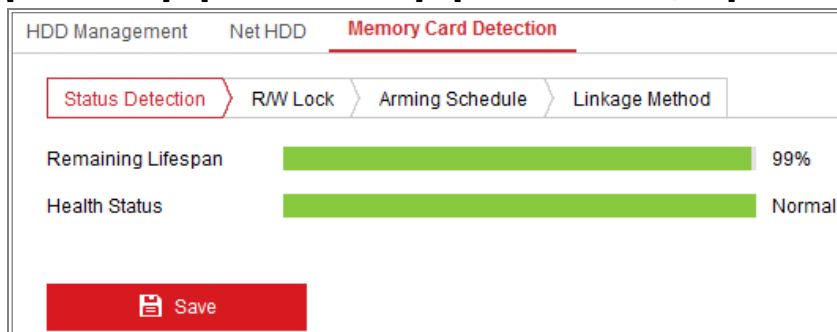 HDD Management Net HDD Memory Card Detection
Status Detection R/W Lock Arming Schedule Linkage Method
Remaining Lifespan 99%
Health Status Normal
Save